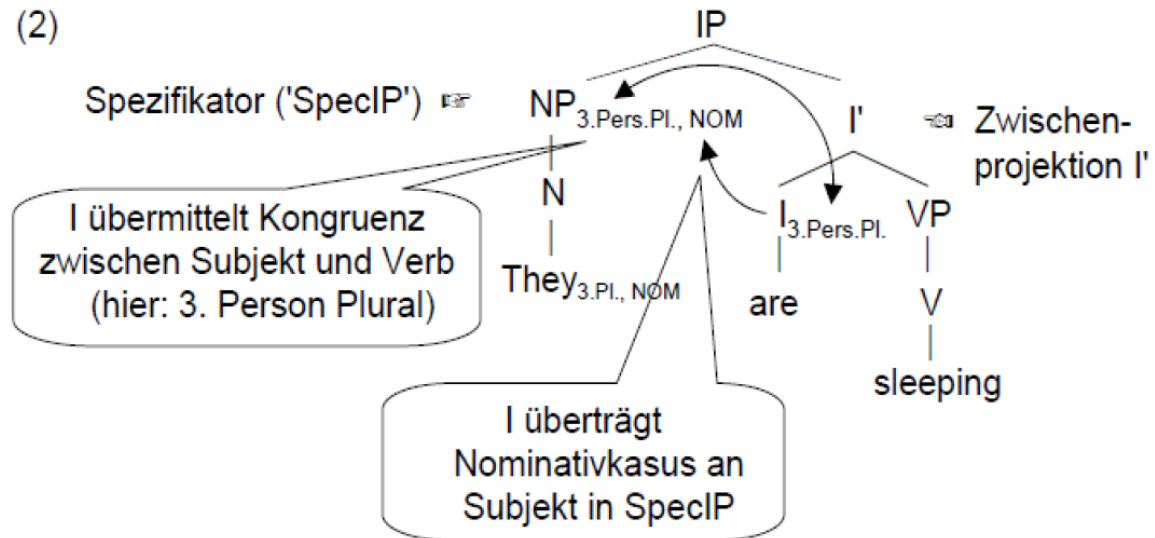 (2)
IP
Spezifikator ('SpecIP') ☞ NP3.Pers.Pl., NOM I' ☜ Zwischen-
projektion I'
N I3.Pers.Pl. VP
I übermittelt Kongruenz
zwischen Subjekt und Verb
(hier: 3. Person Plural)
They3.Pl., NOM are V
sleeping
I überträgt
Nominativkasus an
Subjekt in SpecIP